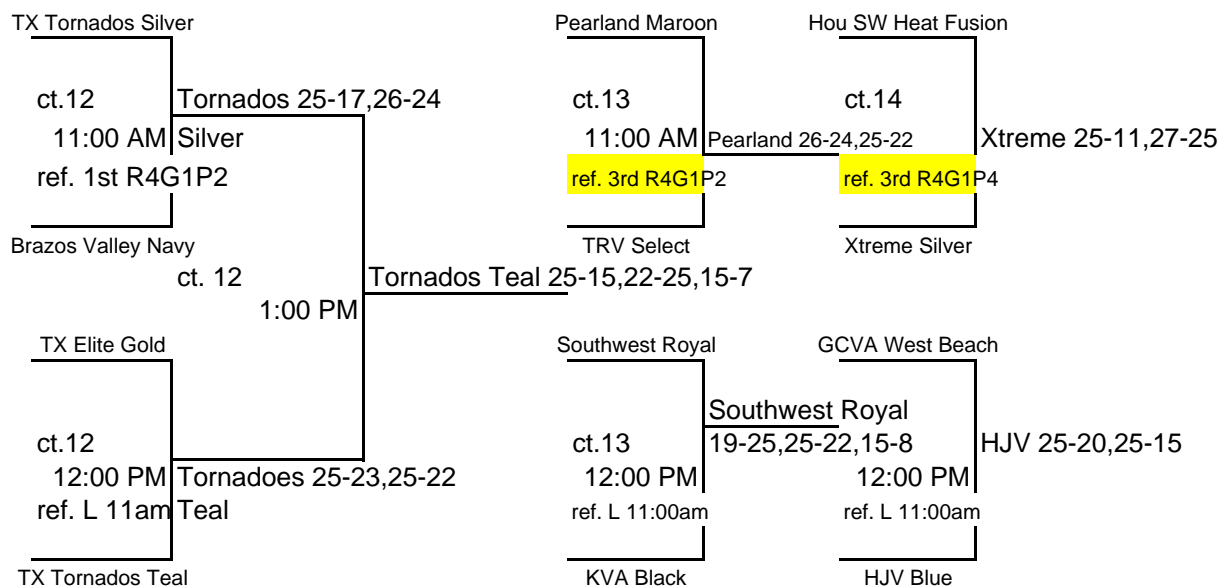 TX Tornados Silver
Pearland Maroon
Hou SW Heat Fusion
ct.12
Tornados 25-17,26-24
ct.13
ct.14
11:00 AM
Silver
11:00 AM
Pearland 26-24,25-22
Xtreme 25-11,27-25
ref. 1st R4G1P2
ref. 3rd R4G1P2
ref. 3rd R4G1P4
Brazos Valley Navy
TRV Select
Xtreme Silver
ct. 12
Tornados Teal 25-15,22-25,15-7
1:00 PM
TX Elite Gold
Southwest Royal
GCVA West Beach
Southwest Royal
ct.12
ct.13
19-25,25-22,15-8
HJV 25-20,25-15
12:00 PM
Tornadoes 25-23,25-22
12:00 PM
12:00 PM
ref. L 11am
Teal
ref. L 11:00am
ref. L 11:00am
TX Tornados Teal
KVA Black
HJV Blue